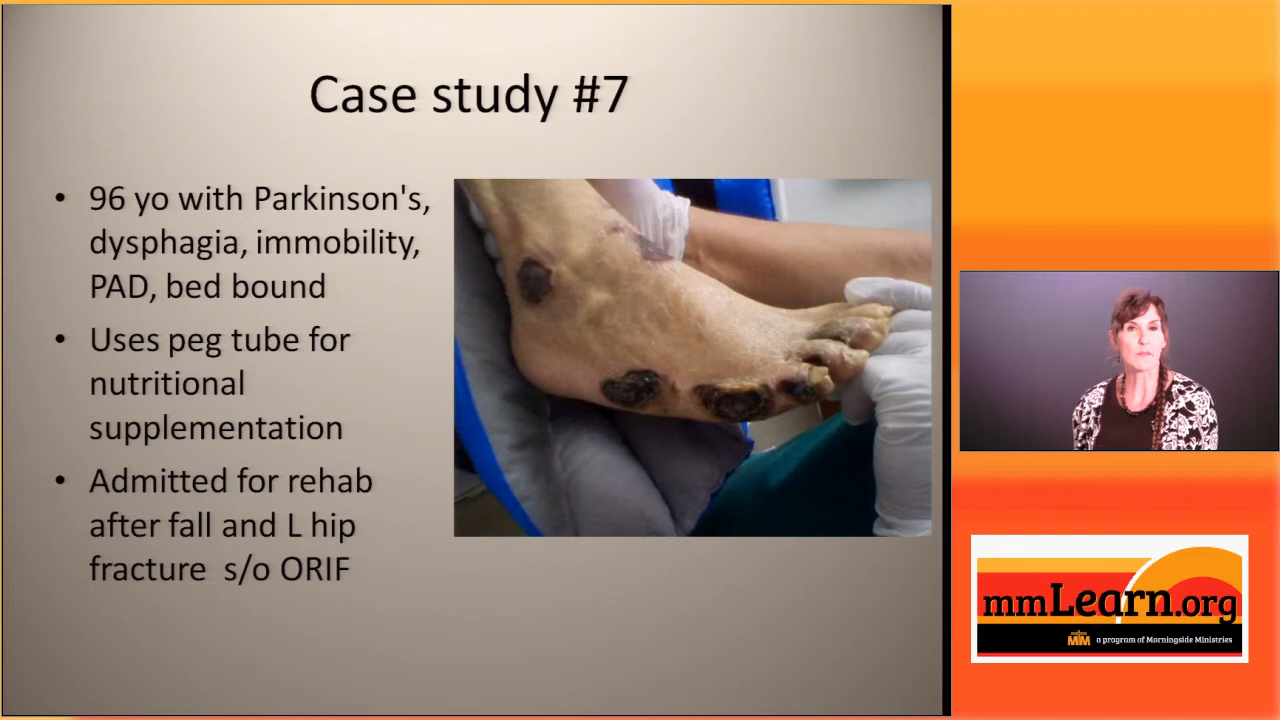 Case study #7
• 96 yo with Parkinson's,
dysphagia, immobility,
PAD, bed bound
• Uses peg tube for
nutritional
supplementation
• Admitted for rehab
after fall and L hip
fracture  s/o ORIF
mmLearn.org
MM a program of Morningside Ministries